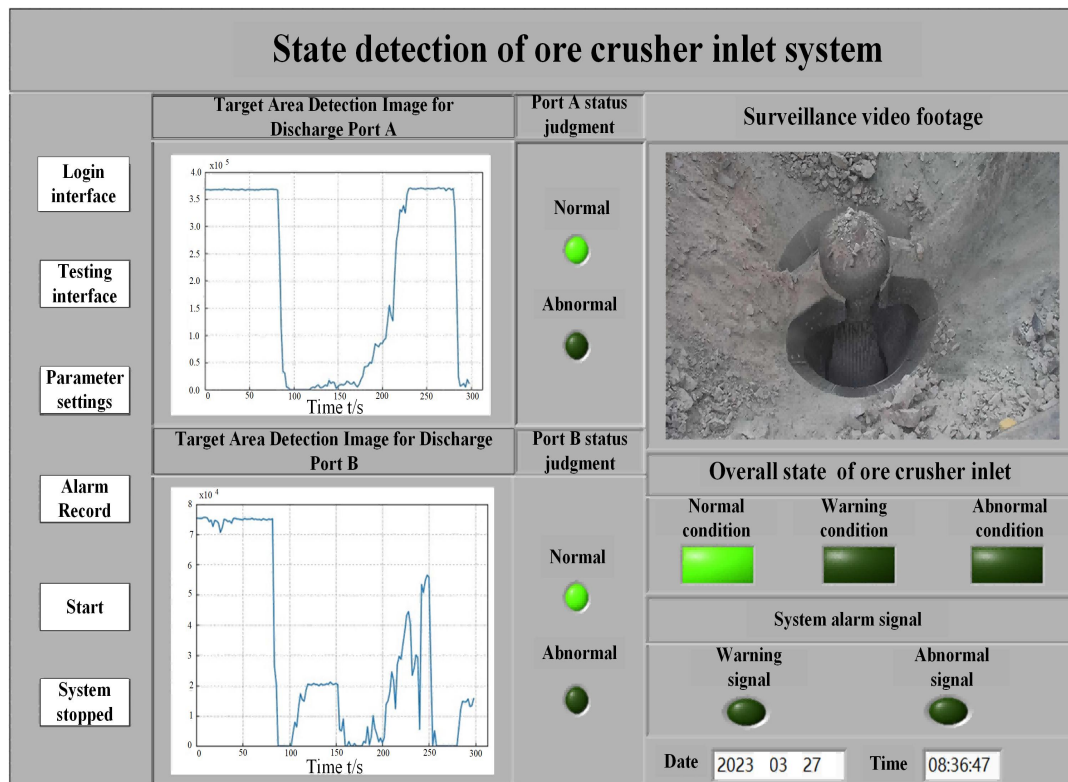 State detection of ore crusher inlet system
Login
interface
Testing
interface
Parameter
settings
Alarm
Record
Start
System
stopped
Target Area Detection Image for
Discharge Port A
x10 5
4.0
3.5
3.0
3.5
2.0
1.5
1.0
0.5
0.0
0
50
100
150
200
250
300
Time t/s
Port A status
judgment
Normal
Abnormal
Target Area Detection Image for Discharge
Port B
x10 4
8
7
6
5
4
3
2
1
0
0
50
100
150
200
250
300
Time t/s
Port B status
judgment
Normal
Abnormal
Surveillance video footage
Overall state of ore crusher inlet
Normal
condition
Warning
condition
Abnormal
condition
System alarm signal
Warning
signal
Abnormal
signal
Date 2023 03 27 Time 08:36:47